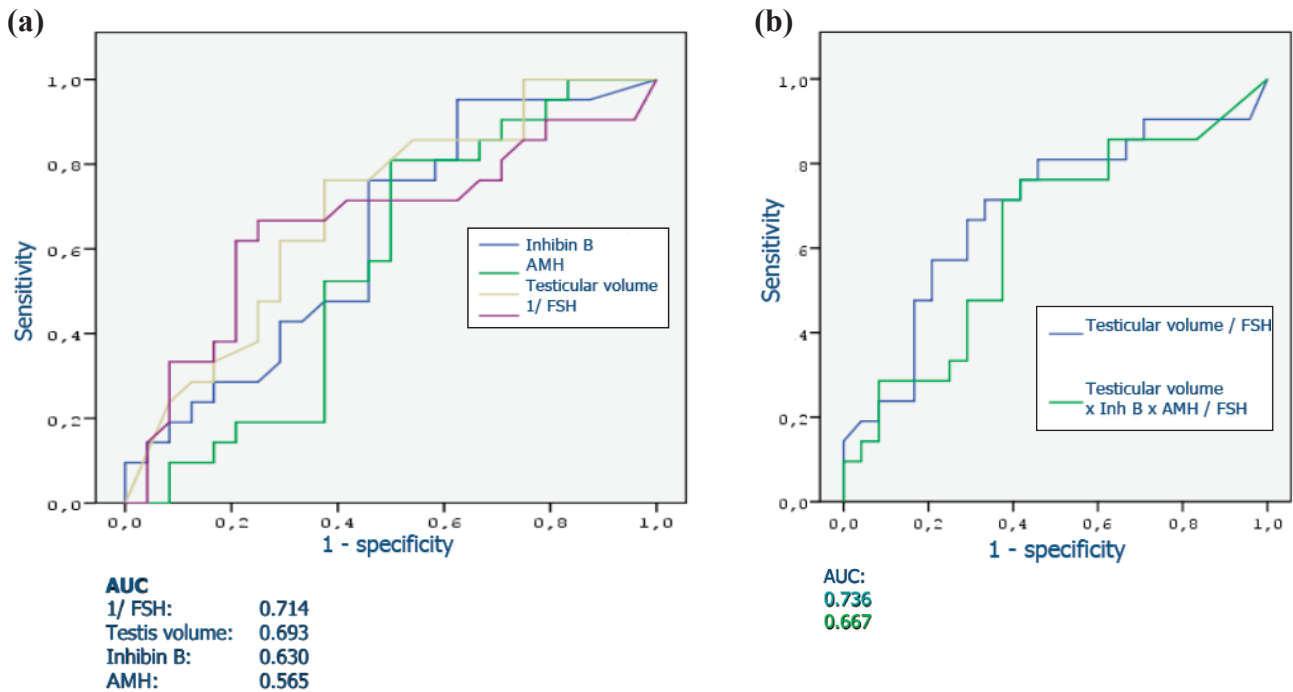 (a)
1,0
0,8
0,6
0,4
0,2
0,0
Sensitivity
Inhibin B
AMH
Testicular volume
1/ FSH
0,0 0,2 0,4 0,6 0,8 1,0
1 - specificity
AUC
1/ FSH: 0.714
Testis volume: 0.693
Inhibin B: 0.630
AMH: 0.565
(b)
1,0
,8
0,6
,4
0,2
0,0
Sensitivity
Testicular volume / FSH
Testicular volume
x Inh B x AMH / FSH
0,0 0,2 0,4 0,6 0,8 1,0
1 - specificity
AUC:
0.736
0.667